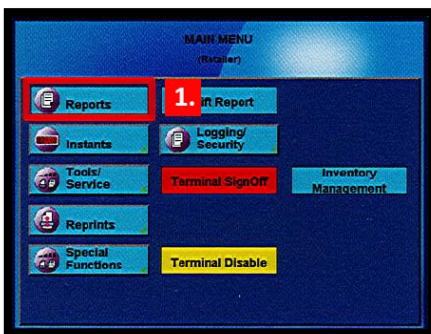 MAIN MENU
(Retailer)
Reports
1.
ift Report
Instants
Logging/
Security
Tools/
Service
Terminal SignOff
Inventory
Management
Reprints
Special
Functions
Terminal Disable